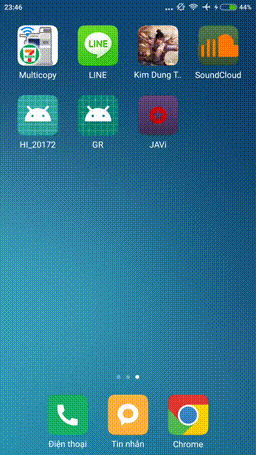 23:46
44%
Multicopy
LINE
Kim Dung T..
SoundCloud
LINE
HI_20172
GR
JAVi
Điện thoại
Tin nhắn
Chrome